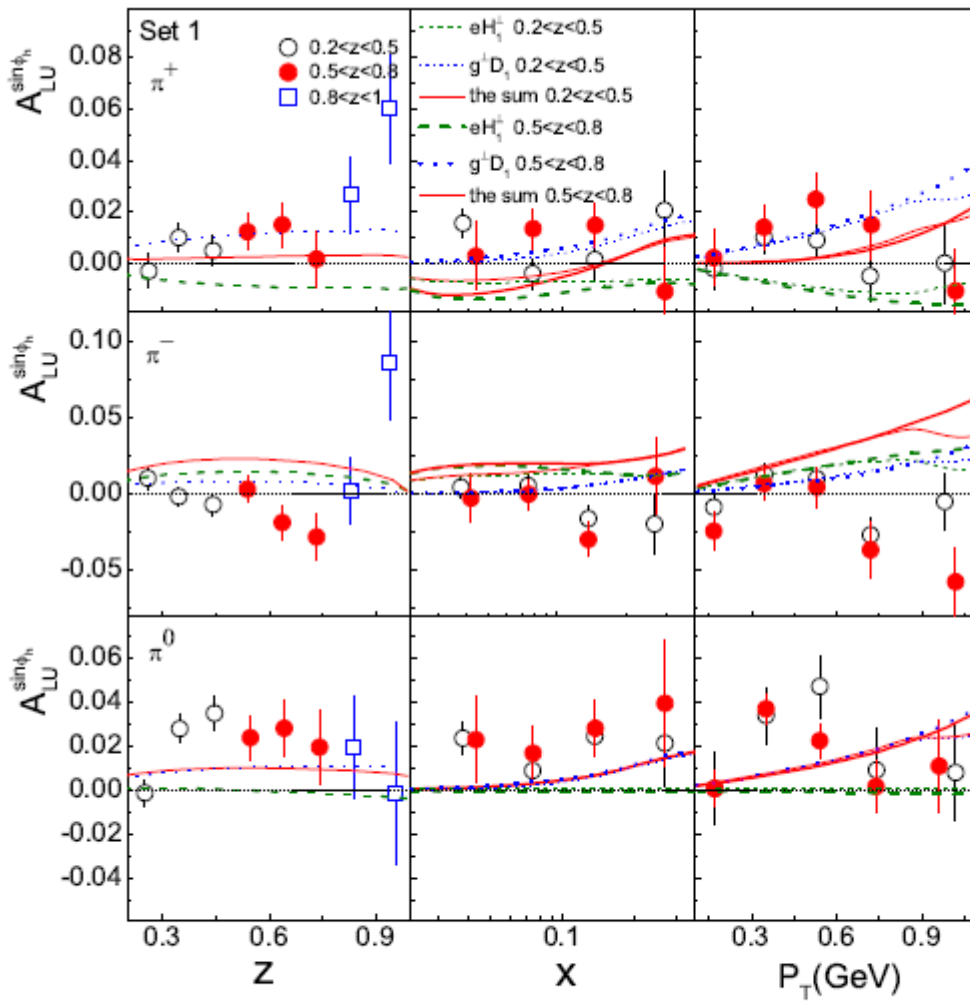 Set 1
π⁺
0.2<z<0.5
0.5<z<0.8
0.8<z<1
eH₁^⊥ 0.2<z<0.5
g^⊥D₁ 0.2<z<0.5
the sum 0.2<z<0.5
eH₁^⊥ 0.5<z<0.8
g^⊥D₁ 0.5<z<0.8
the sum 0.5<z<0.8
A_LU^sinϕ_h
0.08
0.06
0.04
0.02
0.00
π⁻
A_LU^sinϕ_h
0.10
0.05
0.00
-0.05
π⁰
A_LU^sinϕ_h
0.06
0.04
0.02
0.00
-0.02
-0.04
0.3 0.6 0.9
0.1
0.3 0.6 0.9
Z
X
P_T(GeV)